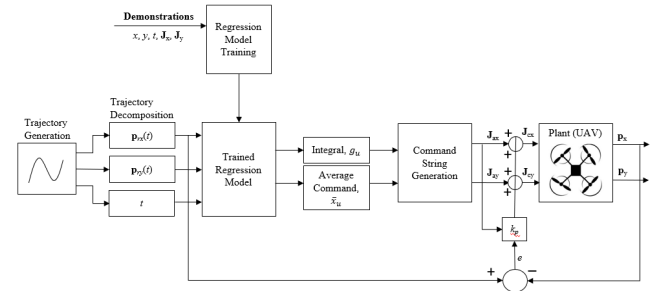 Demonstrations
x, y, t, Jx, Jy
Regression
Model
Training
Trajectory
Generation
Trajectory
Decomposition
prx(t)
pry(t)
t
Trained
Regression
Model
Integral, gu
Average
Command,
x̄u
Command
String
Generation
Jax
Jay
+
+
+
+
Jcx
Jcy
Plant (UAV)
px
py
kp
e
+
−